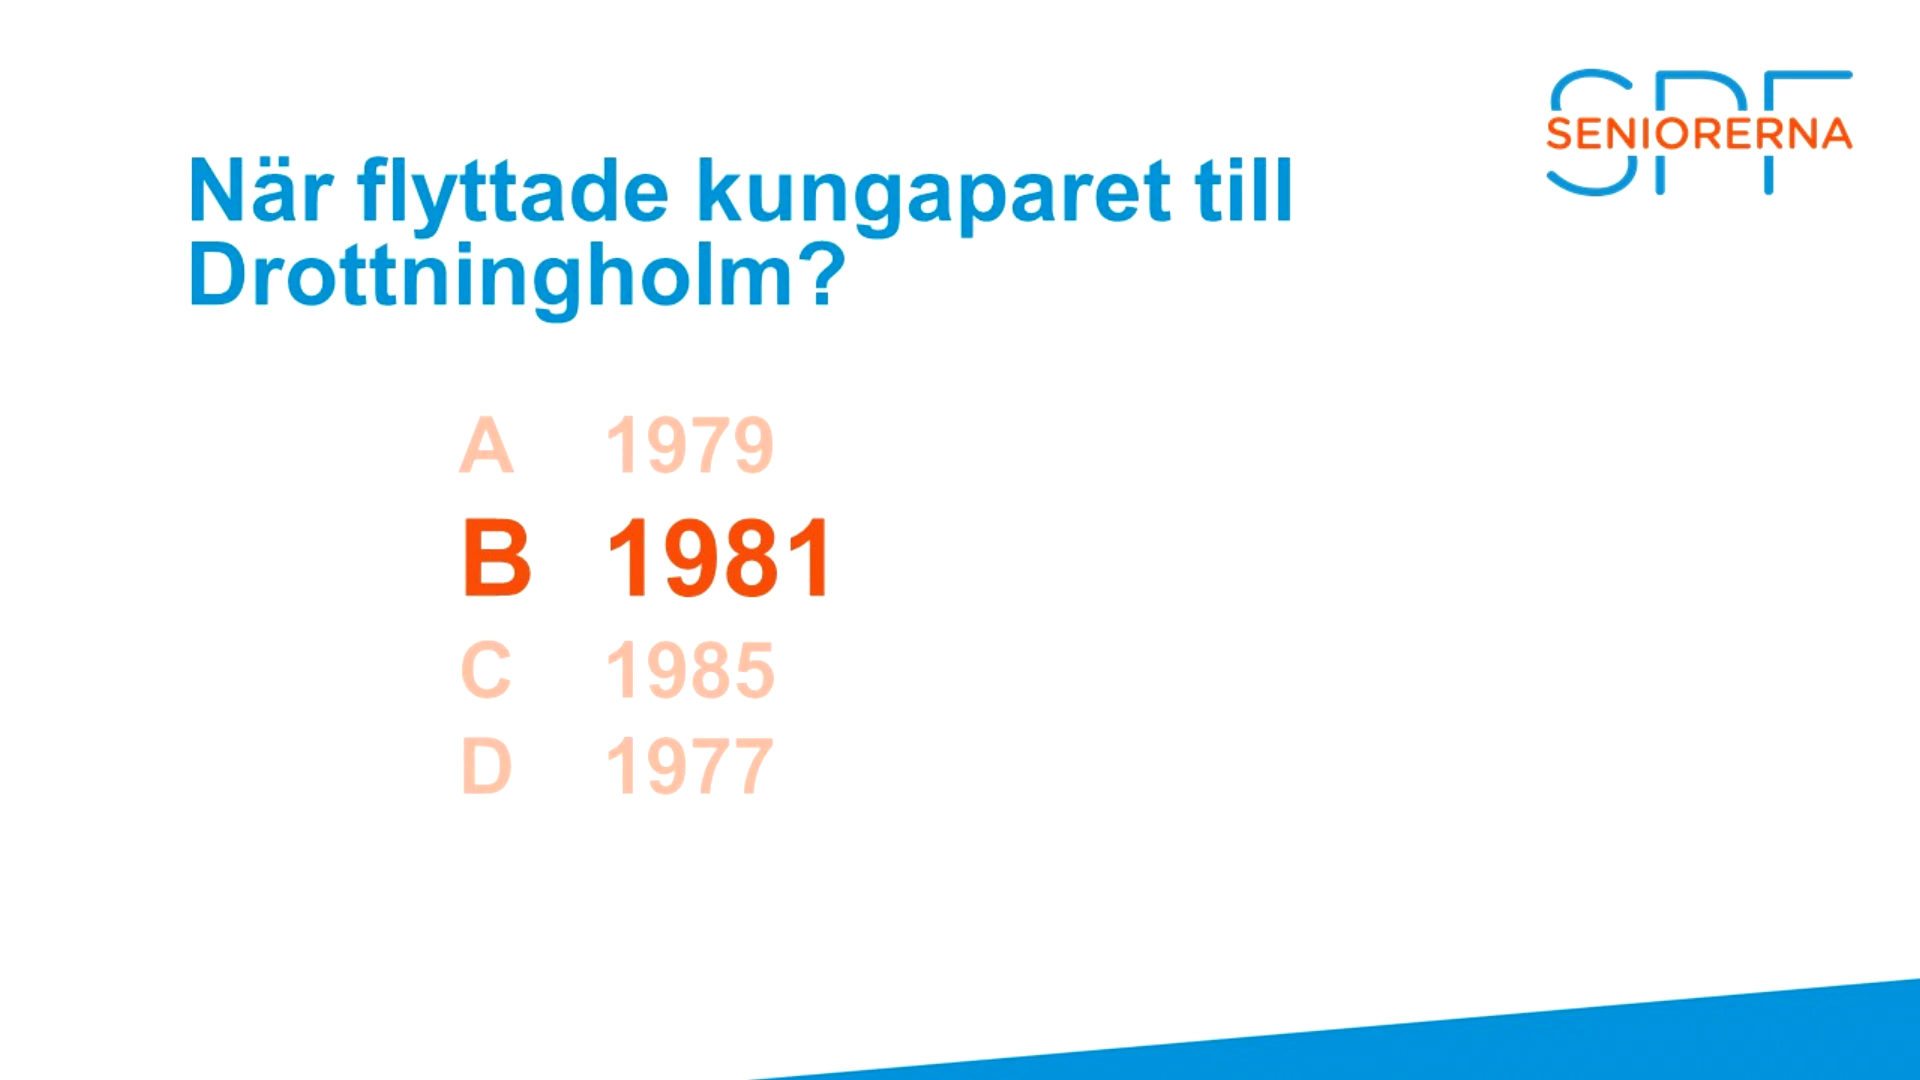 SPF
SENIORERNA
När flyttade kungaparet till
Drottningholm?
A 1979
B 1981
C 1985
D 1977